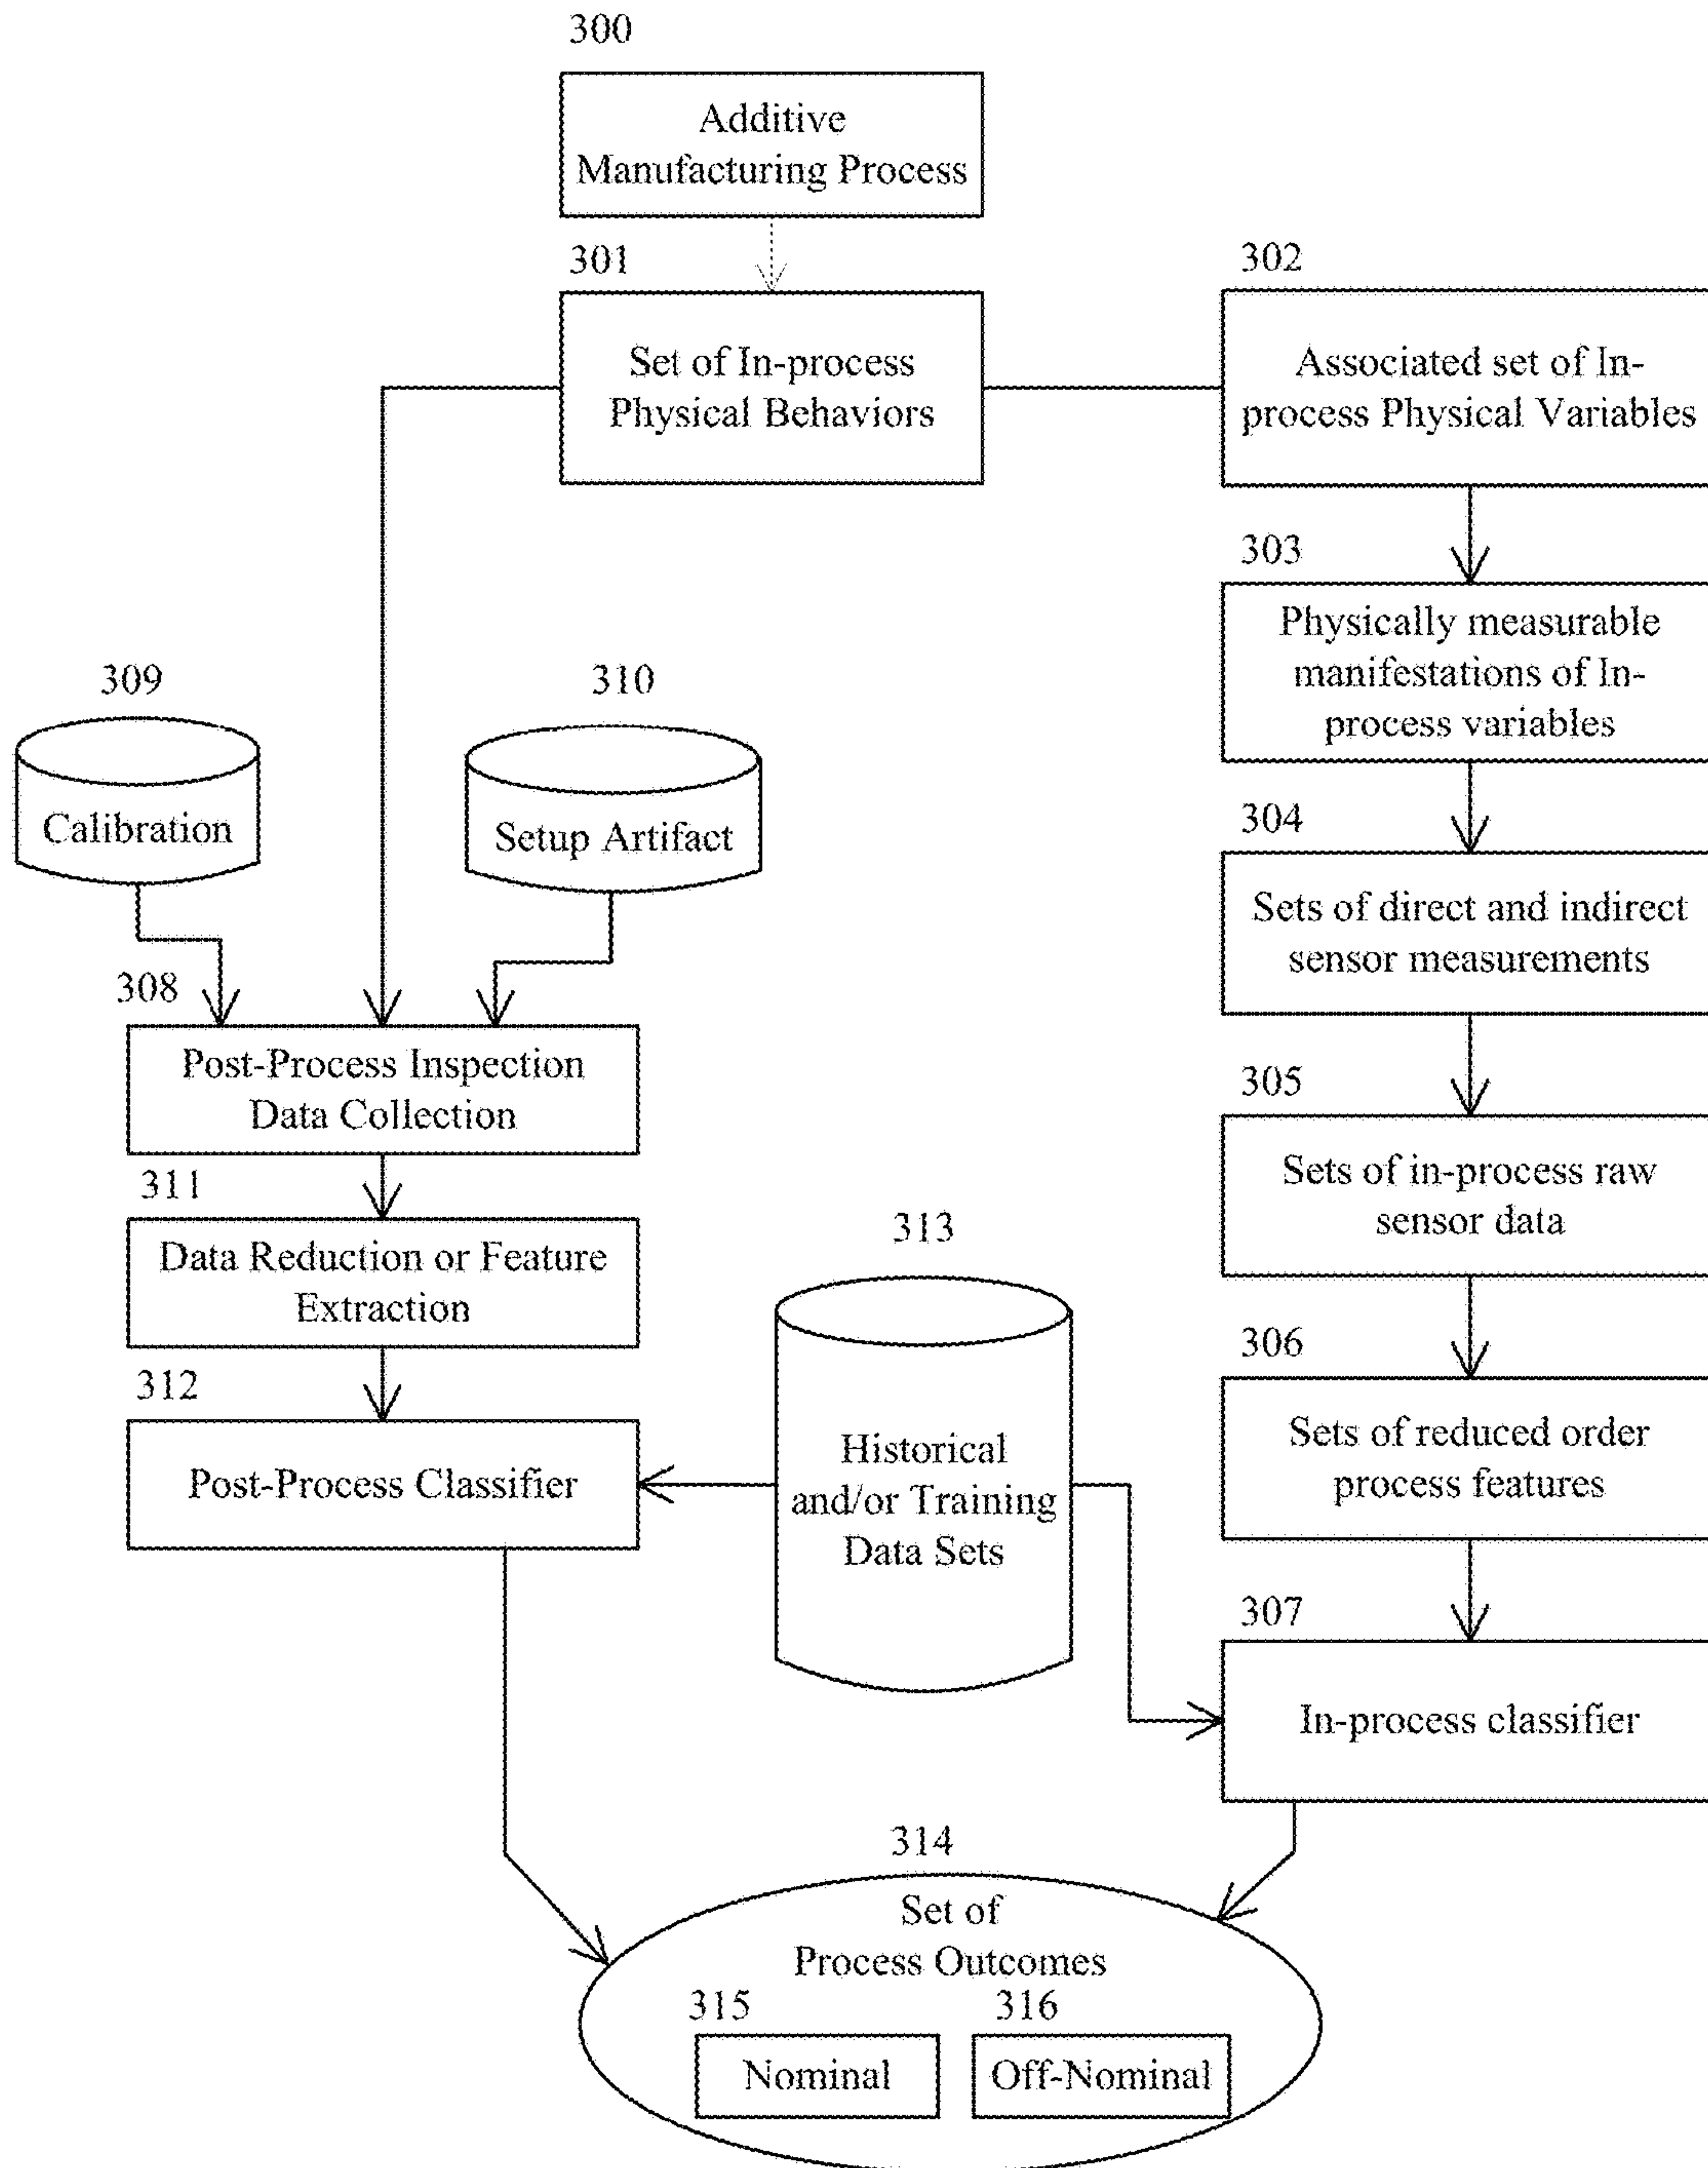 300
Additive
Manufacturing Process
301
Set of In-process
Physical Behaviors
302
Associated set of In-
process Physical Variables
303
Physically measurable
manifestations of In-
process variables
309
Calibration
310
Setup Artifact
304
Sets of direct and indirect
sensor measurements
308
Post-Process Inspection
Data Collection
305
Sets of in-process raw
sensor data
311
Data Reduction or Feature
Extraction
313
Historical
and/or Training
Data Sets
306
Sets of reduced order
process features
312
Post-Process Classifier
307
In-process classifier
314
Set of
Process Outcomes
315
Nominal
316
Off-Nominal